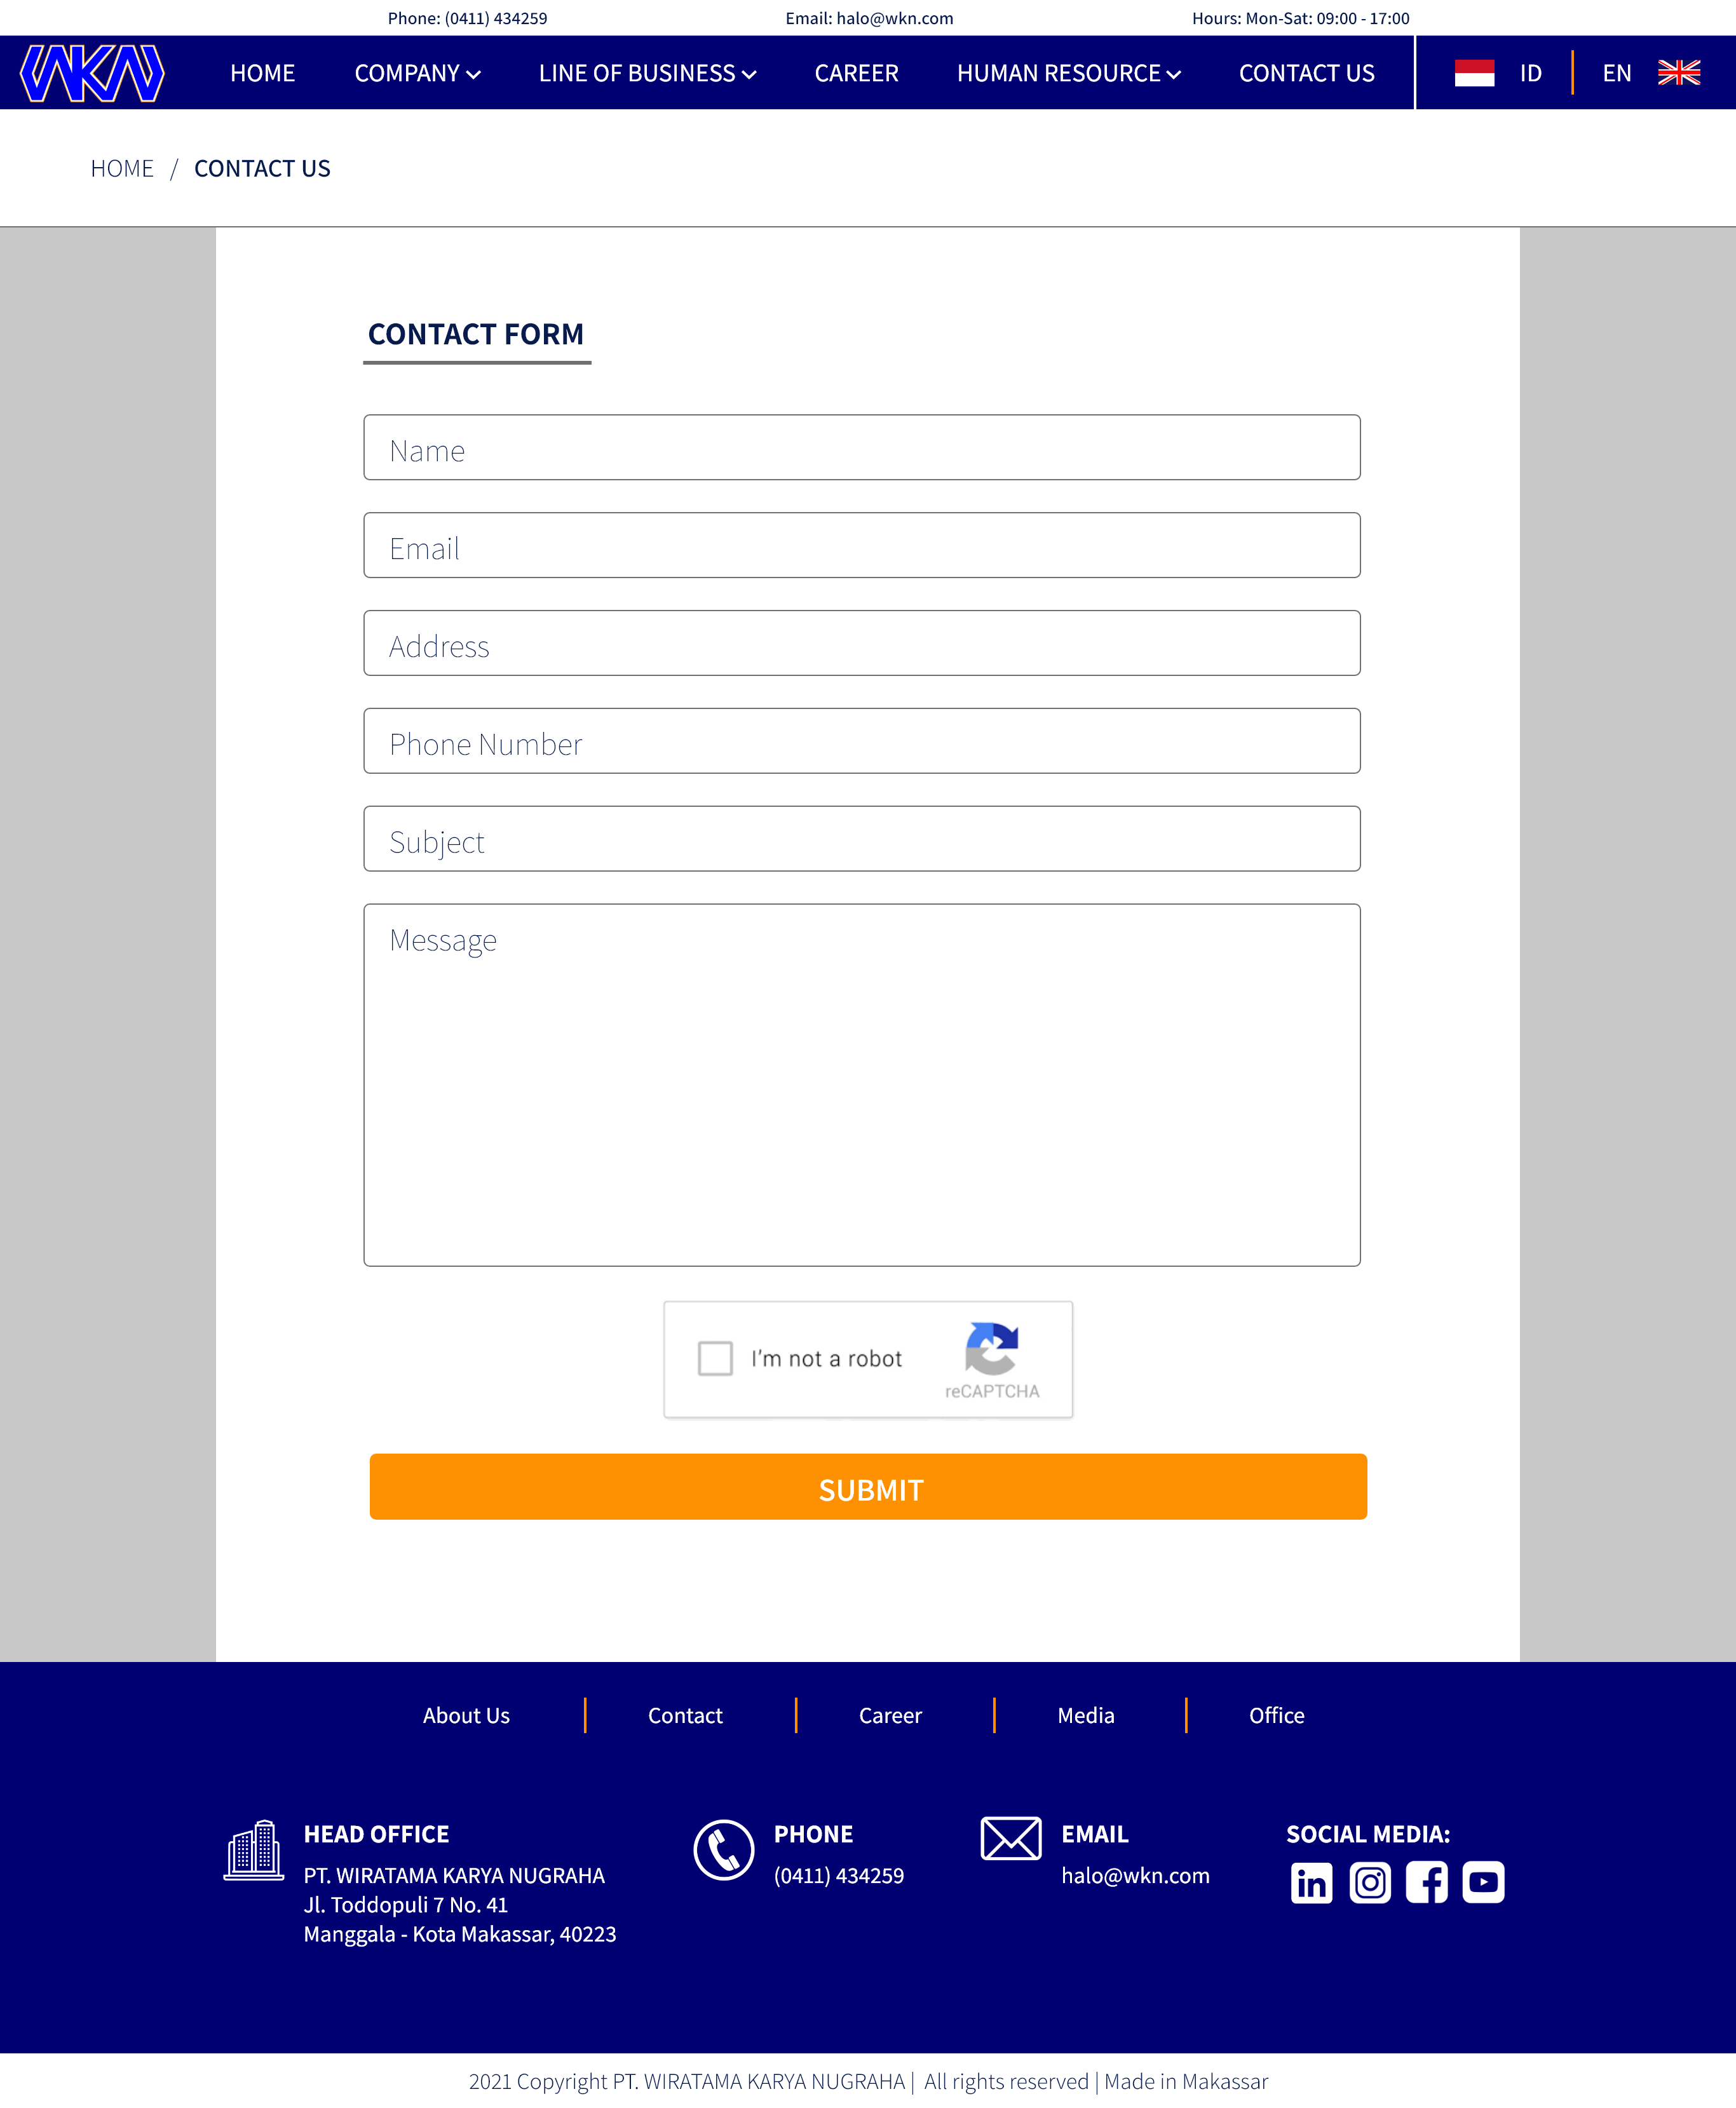 Phone: (0411) 434259 Email: halo@wkn.com Hours: Mon-Sat: 09:00 - 17:00
WKN HOME COMPANY LINE OF BUSINESS CAREER HUMAN RESOURCE CONTACT US ID EN
HOME / CONTACT US
CONTACT FORM
Name
Email
Address
Phone Number
Subject
Message
I'm not a robot
reCAPTCHA
SUBMIT
About Us Contact Career Media Office
HEAD OFFICE
PT. WIRATAMA KARYA NUGRAHA
Jl. Toddopuli 7 No. 41
Manggala - Kota Makassar, 40223
PHONE
(0411) 434259
EMAIL
halo@wkn.com
SOCIAL MEDIA:
in
2021 Copyright PT. WIRATAMA KARYA NUGRAHA | All rights reserved | Made in Makassar